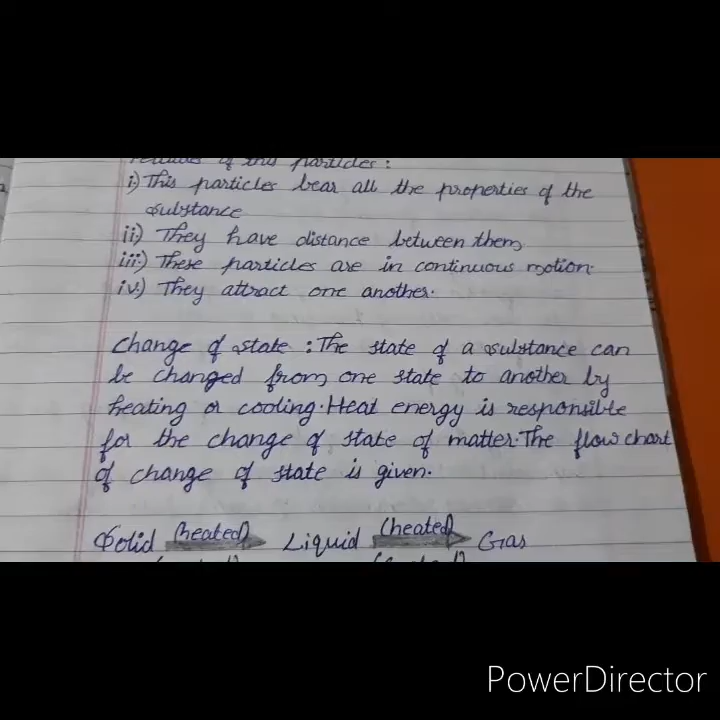 of this particles:
i.) This particles bear all the properties of the
substance
ii) They have distance between them
iii) These particles are in continuous motion.
iv.) They attract one another.
Change of state : The state of a substance can
be changed from one state to another by
heating or cooling. Heat energy is responsible
for the change of state of matter. The flow chart
of change of state is given.
Solid (heated) Liquid (heated) Gas
PowerDirector